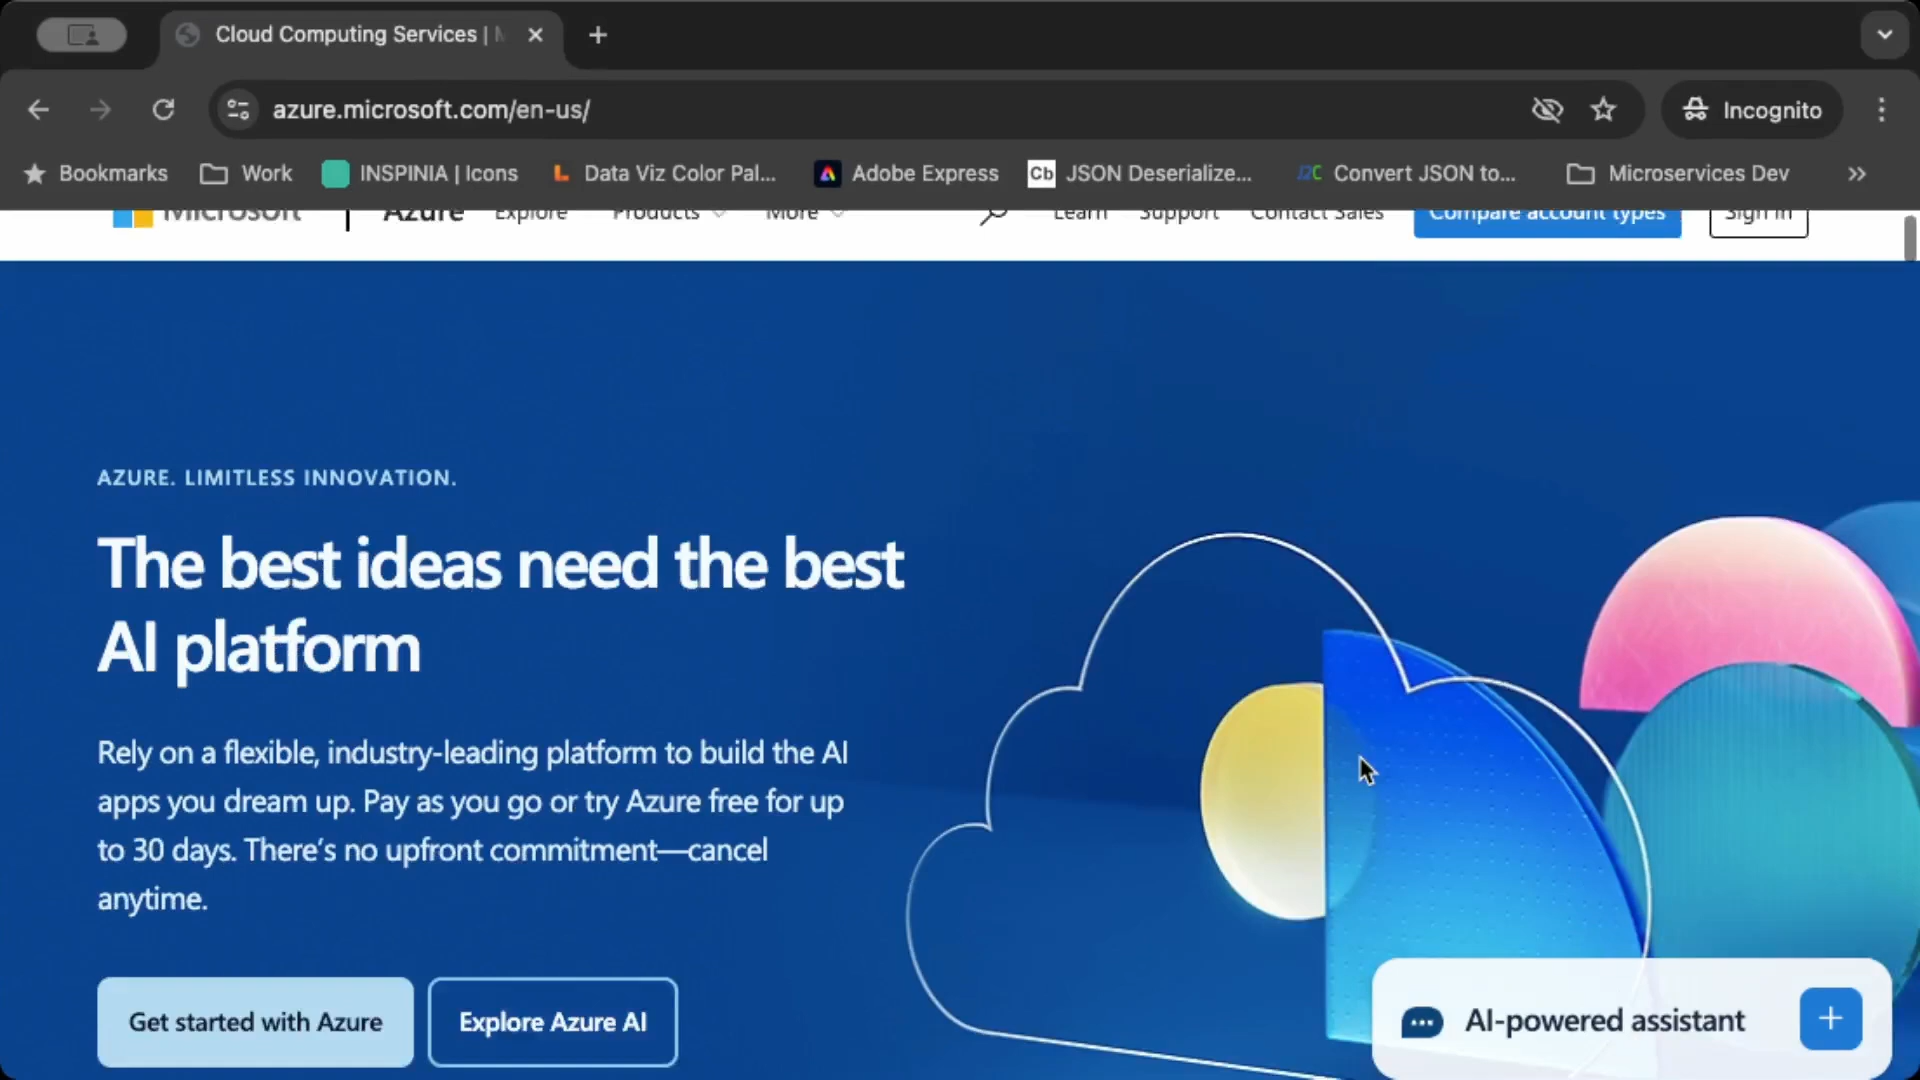 Cloud Computing Services |
azure.microsoft.com/en-us/
Incognito
Bookmarks Work INSPINIA | Icons Data Viz Color Pal... Adobe Express Cb JSON Deserialize... J2C Convert JSON to... Microservices Dev
Microsoft Azure Explore Products More Learn Support Contact Sales Compare account types Sign in
AZURE. LIMITLESS INNOVATION.
The best ideas need the best
AI platform
Rely on a flexible, industry-leading platform to build the AI
apps you dream up. Pay as you go or try Azure free for up
to 30 days. There’s no upfront commitment—cancel
anytime.
Get started with Azure Explore Azure AI
AI-powered assistant